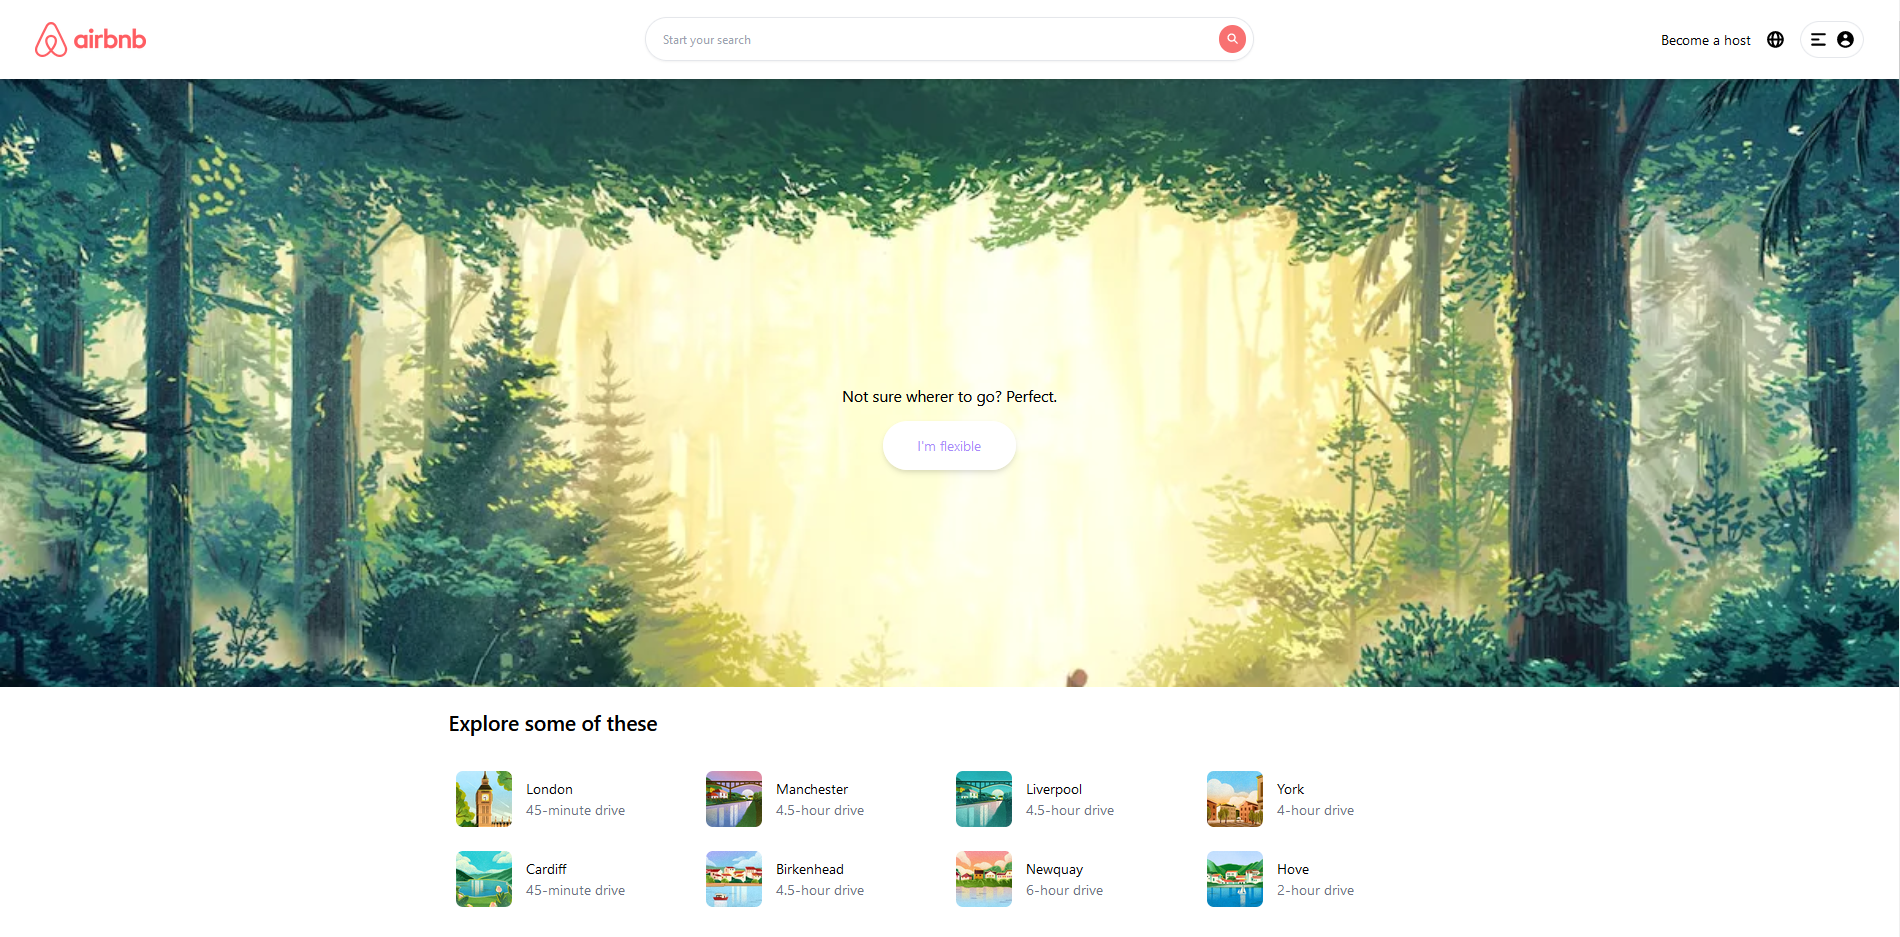 airbnb
Start your search
Become a host
Not sure wherer to go? Perfect.
I'm flexible
Explore some of these
London
45-minute drive
Manchester
4.5-hour drive
Liverpool
4.5-hour drive
York
4-hour drive
Cardiff
45-minute drive
Birkenhead
4.5-hour drive
Newquay
6-hour drive
Hove
2-hour drive